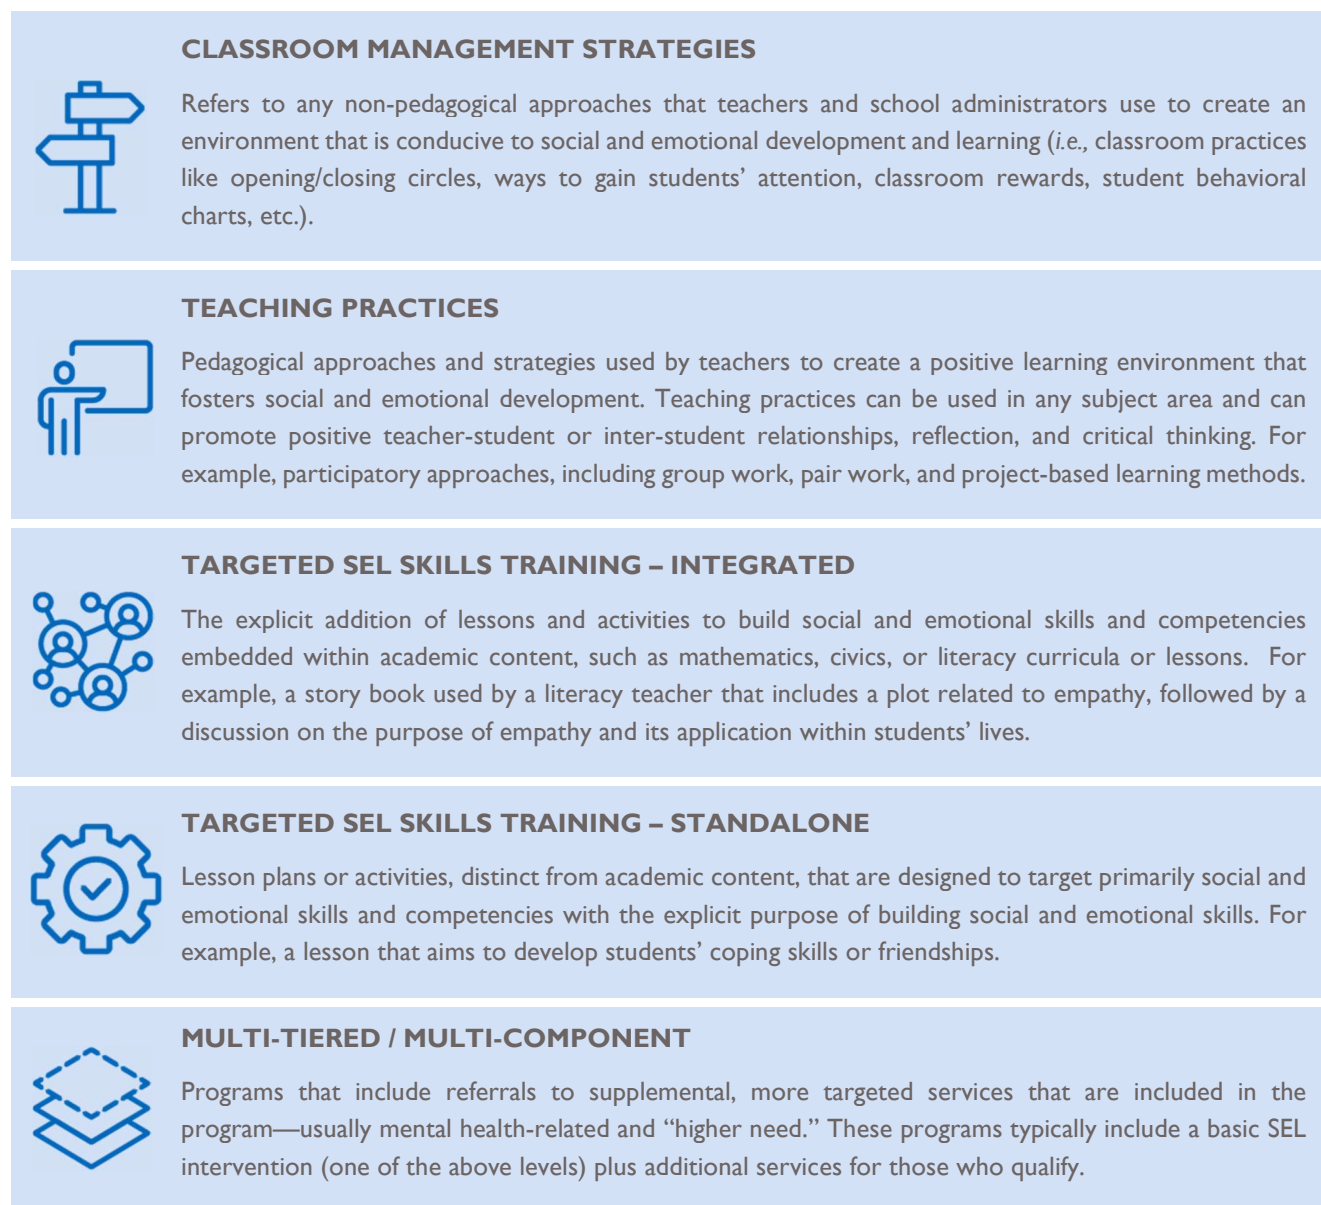 CLASSROOM MANAGEMENT STRATEGIES
Refers to any non-pedagogical approaches that teachers and school administrators use to create an
environment that is conducive to social and emotional development and learning (i.e., classroom practices
like opening/closing circles, ways to gain students’ attention, classroom rewards, student behavioral
charts, etc.).
TEACHING PRACTICES
Pedagogical approaches and strategies used by teachers to create a positive learning environment that
fosters social and emotional development. Teaching practices can be used in any subject area and can
promote positive teacher-student or inter-student relationships, reflection, and critical thinking. For
example, participatory approaches, including group work, pair work, and project-based learning methods.
TARGETED SEL SKILLS TRAINING – INTEGRATED
The explicit addition of lessons and activities to build social and emotional skills and competencies
embedded within academic content, such as mathematics, civics, or literacy curricula or lessons. For
example, a story book used by a literacy teacher that includes a plot related to empathy, followed by a
discussion on the purpose of empathy and its application within students’ lives.
TARGETED SEL SKILLS TRAINING – STANDALONE
Lesson plans or activities, distinct from academic content, that are designed to target primarily social and
emotional skills and competencies with the explicit purpose of building social and emotional skills. For
example, a lesson that aims to develop students’ coping skills or friendships.
MULTI-TIERED / MULTI-COMPONENT
Programs that include referrals to supplemental, more targeted services that are included in the
program—usually mental health-related and “higher need.” These programs typically include a basic SEL
intervention (one of the above levels) plus additional services for those who qualify.